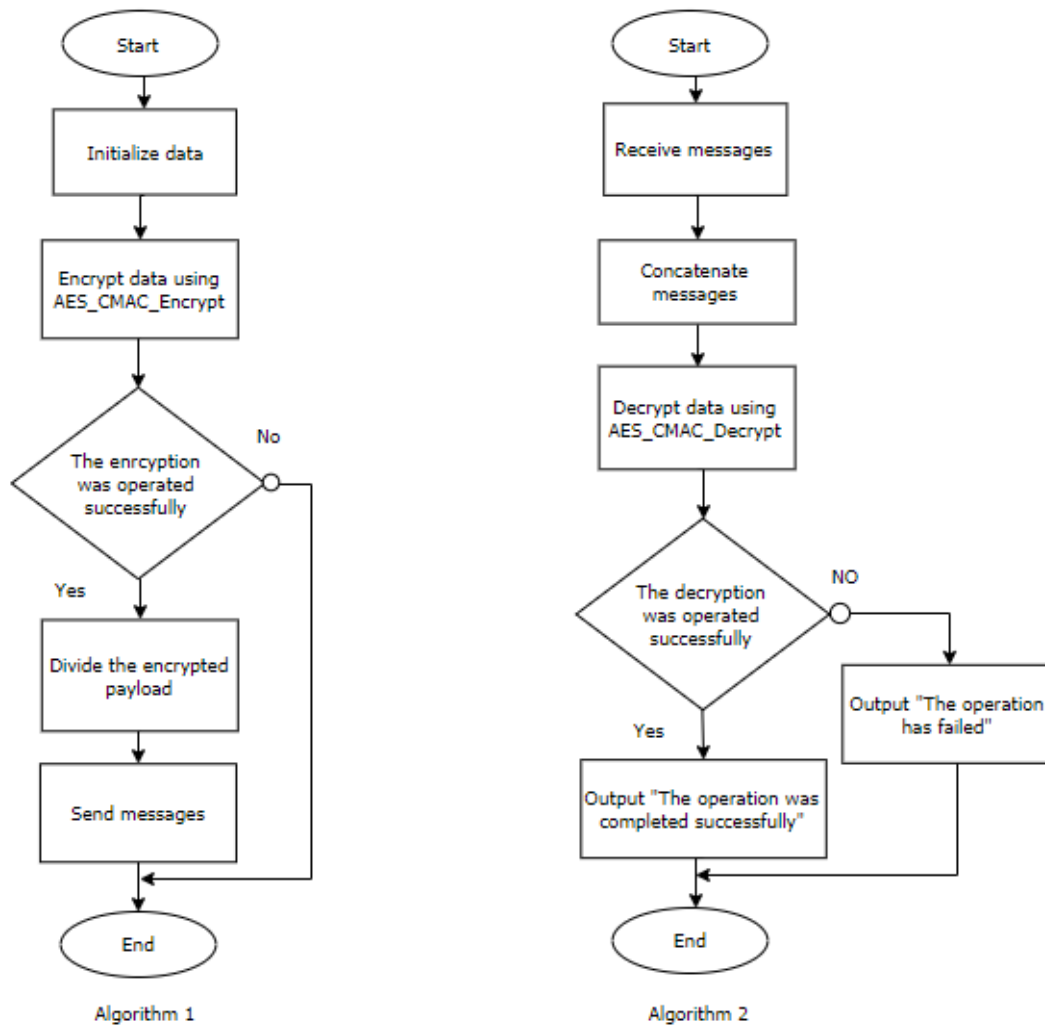 Start
Initialize data
Encrypt data using
AES_CMAC_Encrypt
No
The enrcyption
was operated
successfully
Yes
Divide the encrypted
payload
Send messages
End
Algorithm 1
Start
Receive messages
Concatenate
messages
Decrypt data using
AES_CMAC_Decrypt
NO
The decryption
was operated
successfully
Output "The operation
has failed"
Yes
Output "The operation was
completed successfully"
End
Algorithm 2